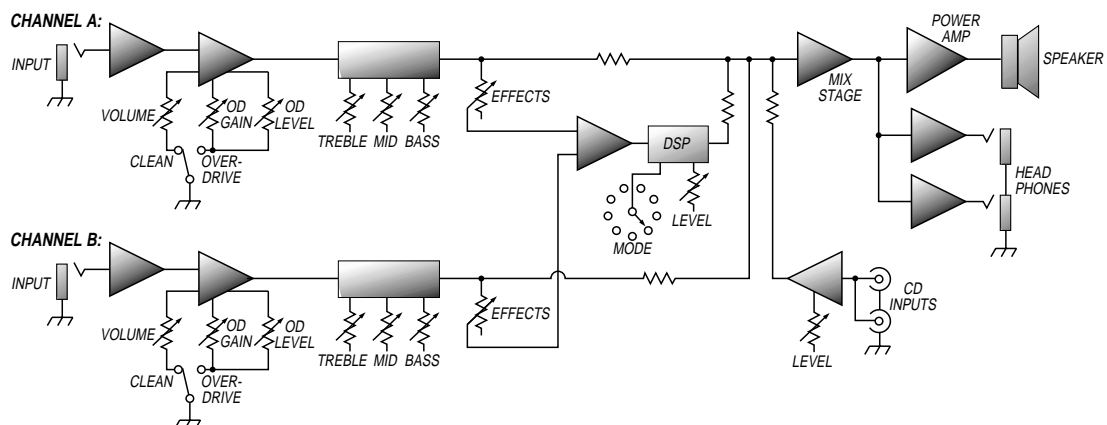 CHANNEL A:
INPUT
VOLUME
OD
GAIN
OD
LEVEL
CLEAN
OVER-
DRIVE
TREBLE MID BASS
EFFECTS
DSP
MODE
LEVEL
MIX
STAGE
POWER
AMP
SPEAKER
HEAD
PHONES
CHANNEL B:
INPUT
VOLUME
OD
GAIN
OD
LEVEL
CLEAN
OVER-
DRIVE
TREBLE MID BASS
EFFECTS
CD
INPUTS
LEVEL